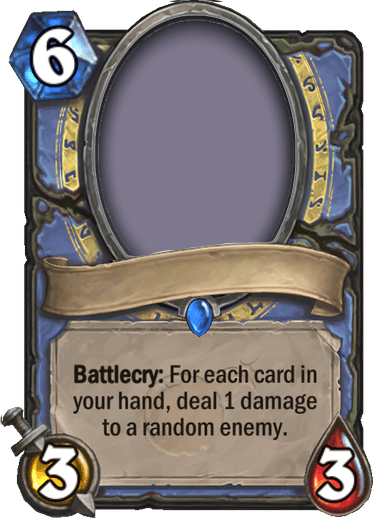 6
Battlecry: For each card in
your hand, deal 1 damage
to a random enemy.
3
3